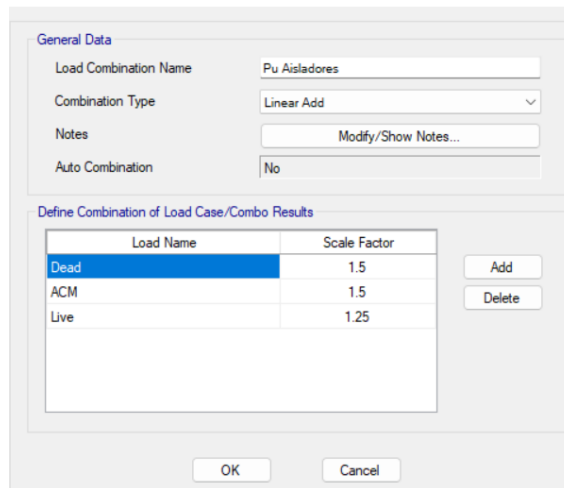 General Data
Load Combination Name Pu Aisladores
Combination Type Linear Add
Notes Modify/Show Notes...
Auto Combination No
Define Combination of Load Case/Combo Results
Load Name Scale Factor
Dead 1.5 Add
ACM 1.5 Delete
Live 1.25
OK Cancel